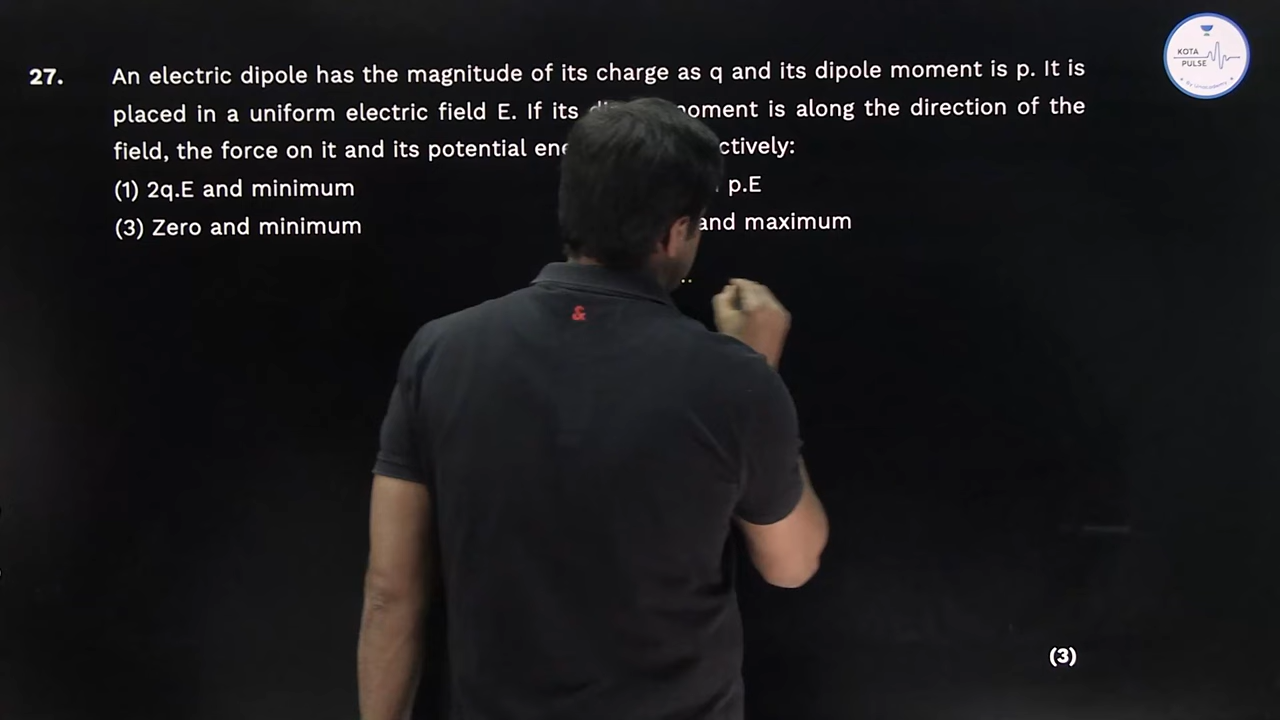 27. An electric dipole has the magnitude of its charge as q and its dipole moment is p. It is
placed in a uniform electric field E. If its moment is along the direction of the
field, the force on it and its potential
(1) 2q.E and minimum p.E
(3) Zero and minimum and maximum
&
(3)
KOTA
PULSE